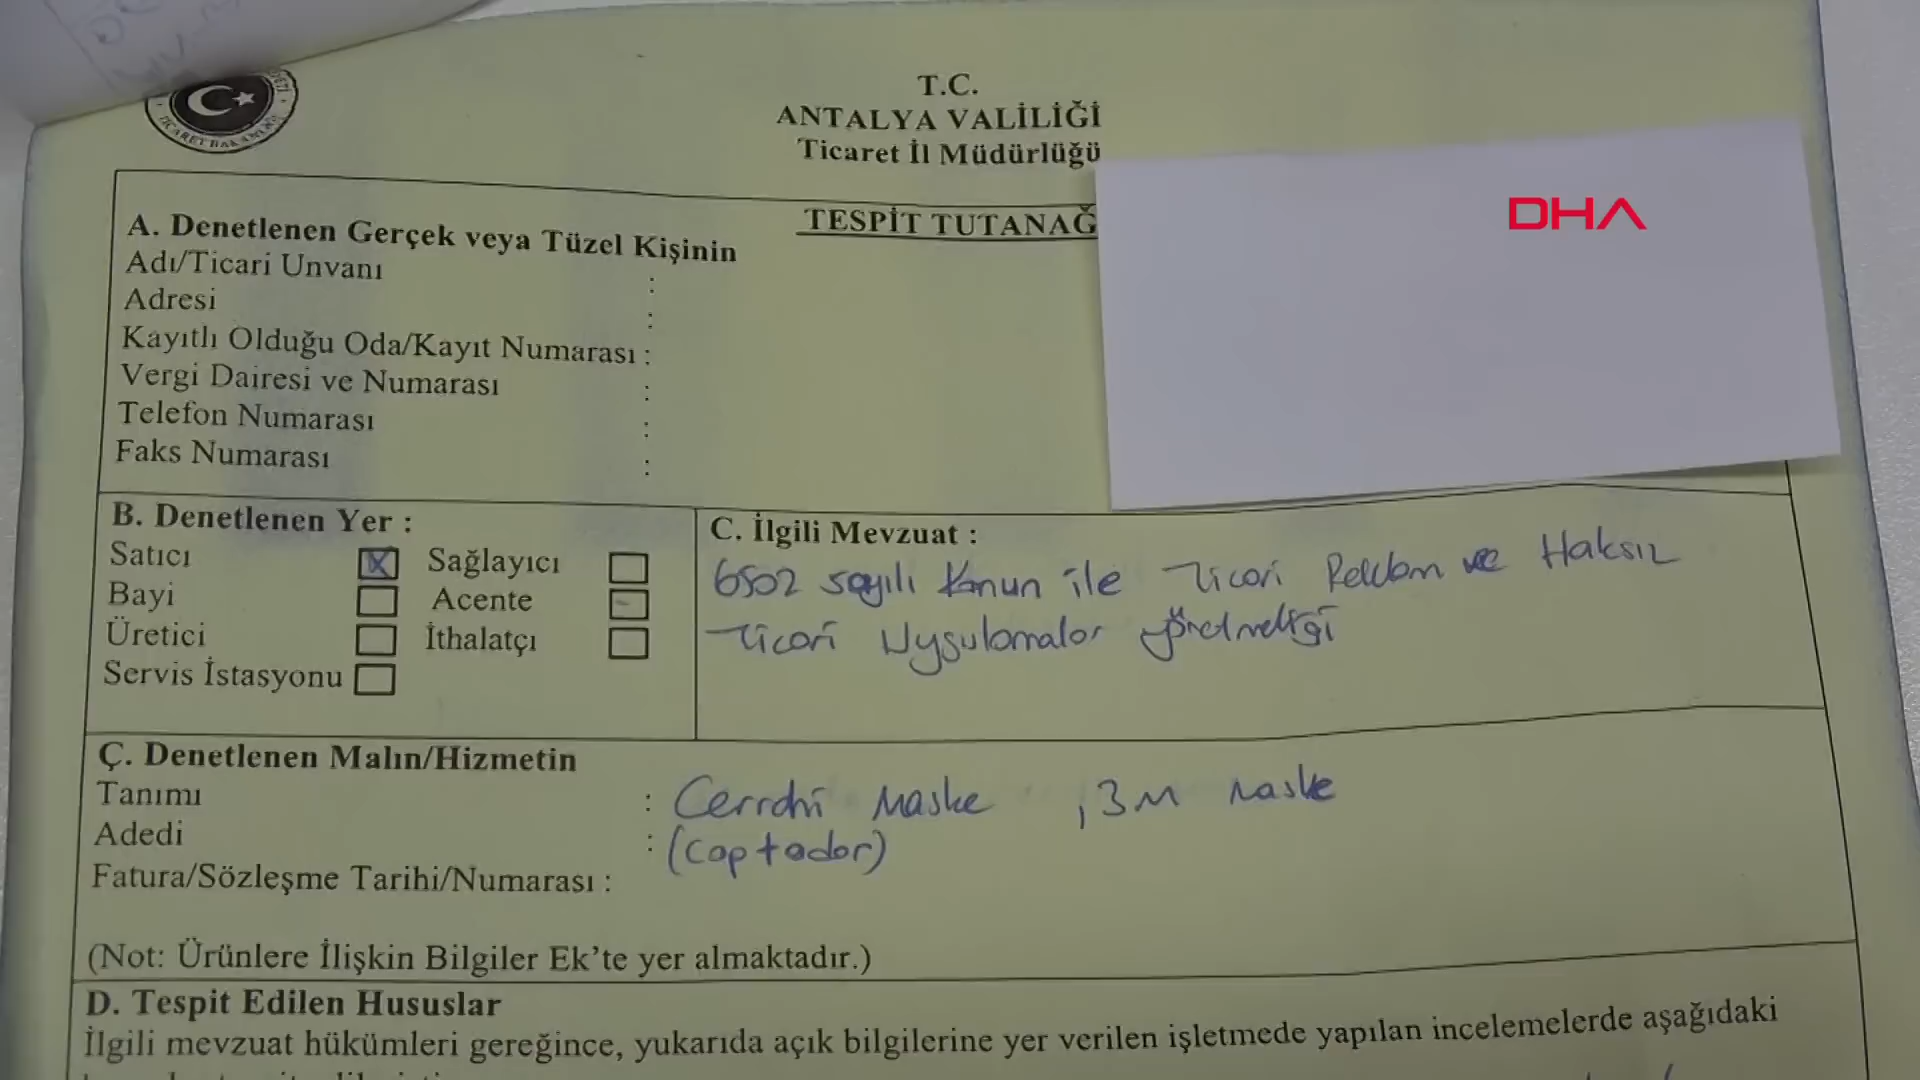 T.C.
ANTALYA VALİLİĞİ
Ticaret İl Müdürlüğü
DHA
TESPİT TUTANAĞ
A. Denetlenen Gerçek veya Tüzel Kişinin
Adı/Ticari Unvanı :
Adresi :
Kayıtlı Olduğu Oda/Kayıt Numarası :
Vergi Dairesi ve Numarası :
Telefon Numarası :
Faks Numarası :
B. Denetlenen Yer :
Satıcı X Sağlayıcı
Bayi Acente
Üretici İthalatçı
Servis İstasyonu
C. İlgili Mevzuat :
6502 sayılı Kanun ile Ticari Reklam ve Haksız
Ticari Uygulamalar yönetmeliği
Ç. Denetlenen Malın/Hizmetin
Tanımı : Cerrahi Maske , 3M Maske
Adedi : (Captador)
Fatura/Sözleşme Tarihi/Numarası :
(Not: Ürünlere İlişkin Bilgiler Ek'te yer almaktadır.)
D. Tespit Edilen Hususlar
İlgili mevzuat hükümleri gereğince, yukarıda açık bilgilerine yer verilen işletmede yapılan incelemelerde aşağıdaki